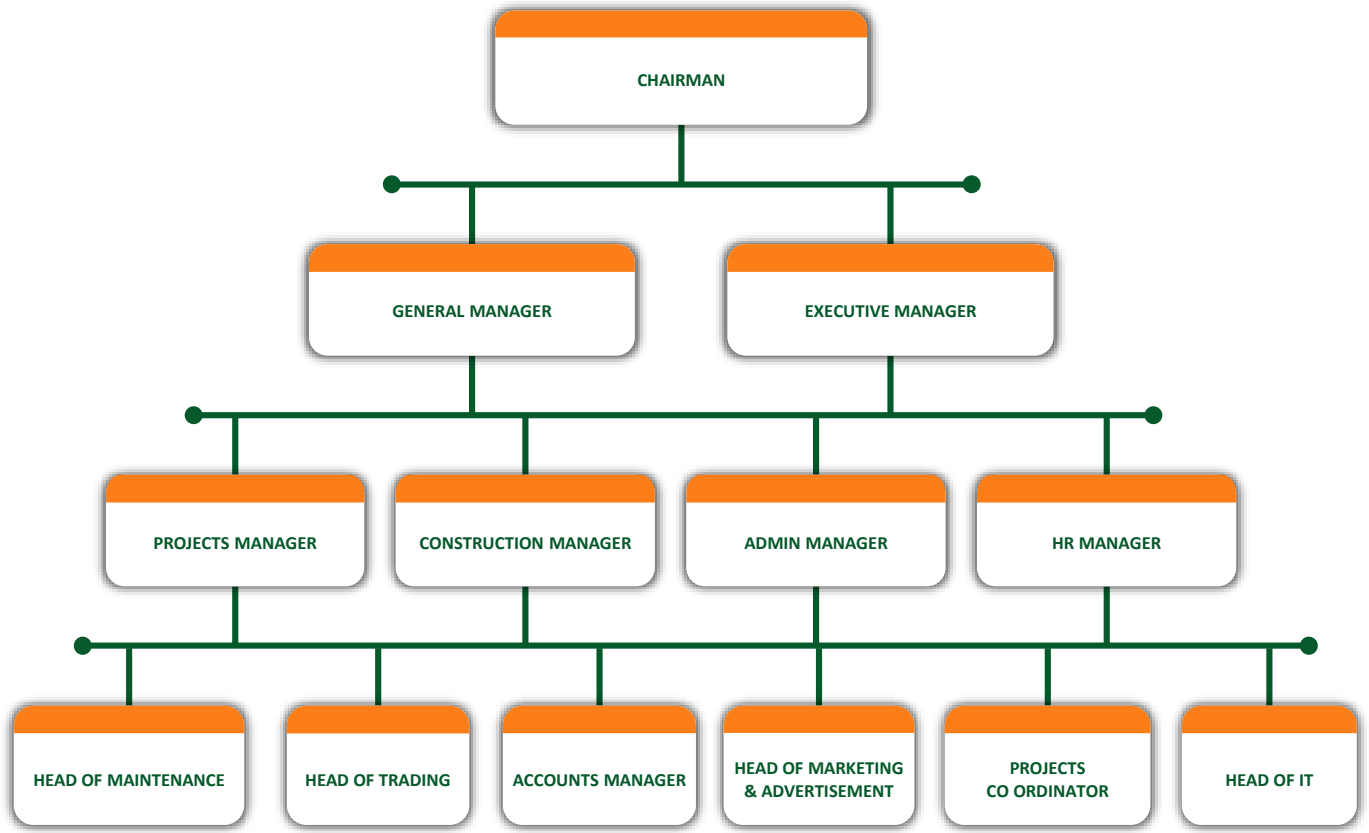 CHAIRMAN
GENERAL MANAGER
EXECUTIVE MANAGER
PROJECTS MANAGER
CONSTRUCTION MANAGER
ADMIN MANAGER
HR MANAGER
HEAD OF MAINTENANCE
HEAD OF TRADING
ACCOUNTS MANAGER
HEAD OF MARKETING
& ADVERTISEMENT
PROJECTS
CO ORDINATOR
HEAD OF IT